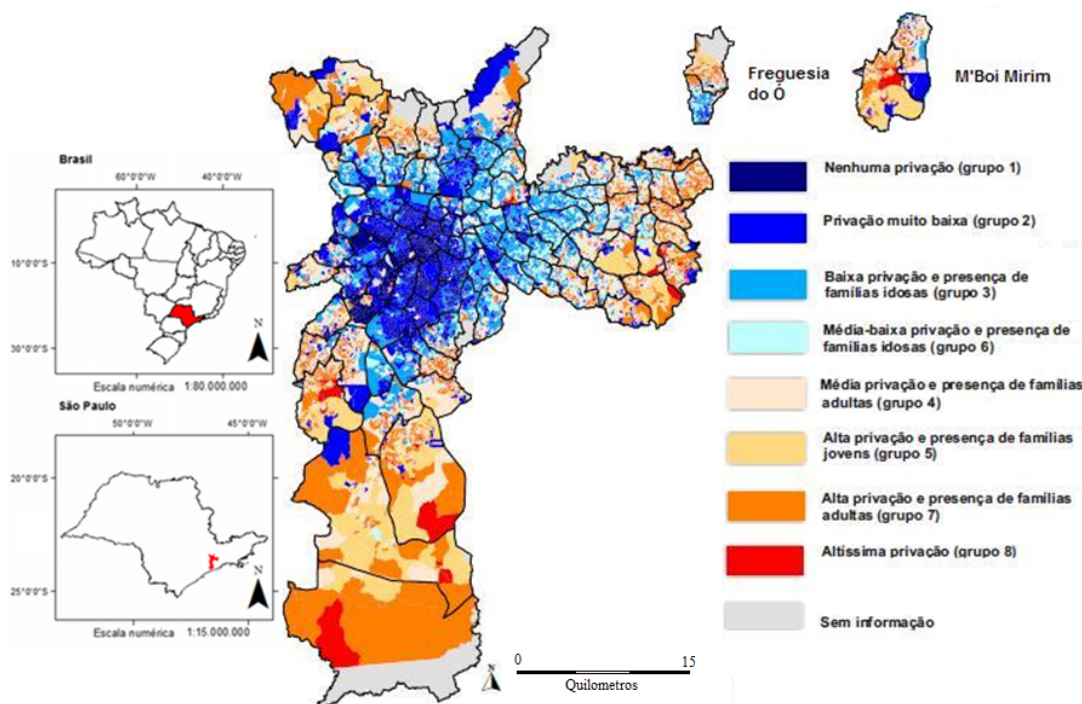 Freguesia
do Ó
M'Boi Mirim
Brasil
60°0'0"W
40°0'0"W
10°0'0"S
30°0'0"S
N
Escala numérica 1:80.000.000
São Paulo
50°0'0"W
45°0'0"W
20°0'0"S
25°0'0"S
N
Escala numérica 1:15.000.000
Nenhuma privação (grupo 1)
Privação muito baixa (grupo 2)
Baixa privação e presença de
famílias idosas (grupo 3)
Média-baixa privação e presença de
famílias idosas (grupo 6)
Média privação e presença de famílias
adultas (grupo 4)
Alta privação e presença de famílias
jovens (grupo 5)
Alta privação e presença de famílias
adultas (grupo 7)
Altíssima privação (grupo 8)
Sem informação
N
0 15
Quilometros